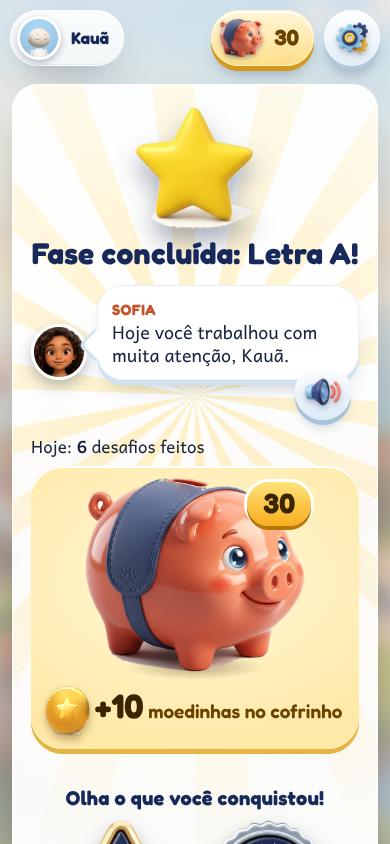 Kauã
30
Fase concluída: Letra A!
SOFIA
Hoje você trabalhou com
muita atenção, Kauã.
Hoje: 6 desafios feitos
30
+10 moedinhas no cofrinho
Olha o que você conquistou!